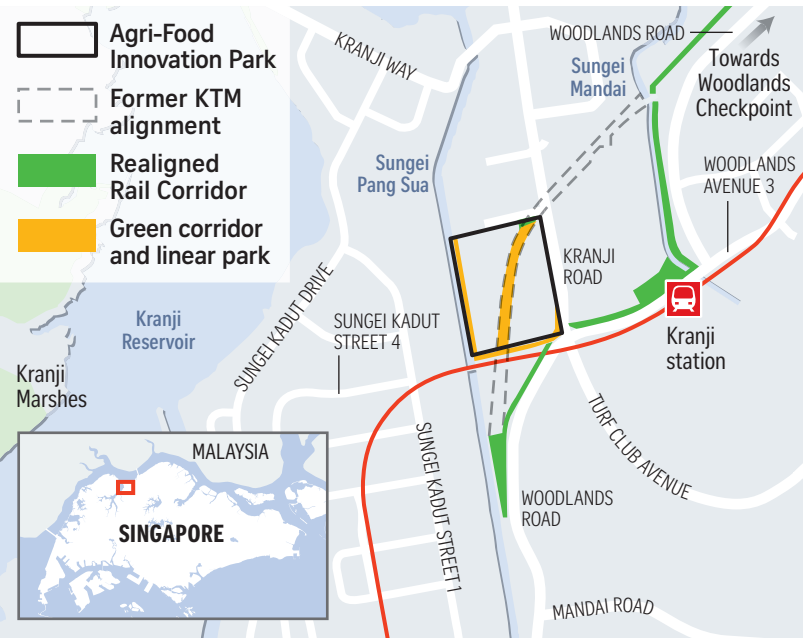 Agri-Food
Innovation Park
Former KTM
alignment
Realigned
Rail Corridor
Green corridor
and linear park
KRANJI WAY
WOODLANDS ROAD
Sungei
Mandai
Towards
Woodlands
Checkpoint
Sungei
Pang Sua
WOODLANDS
AVENUE 3
KRANJI
ROAD
SUNGEI KADUT DRIVE
Kranji
Reservoir
SUNGEI KADUT
STREET 4
Kranji
station
Kranji
Marshes
TURF CLUB AVENUE
SUNGEI KADUT STREET 1
WOODLANDS
ROAD
MANDAI ROAD
MALAYSIA
SINGAPORE